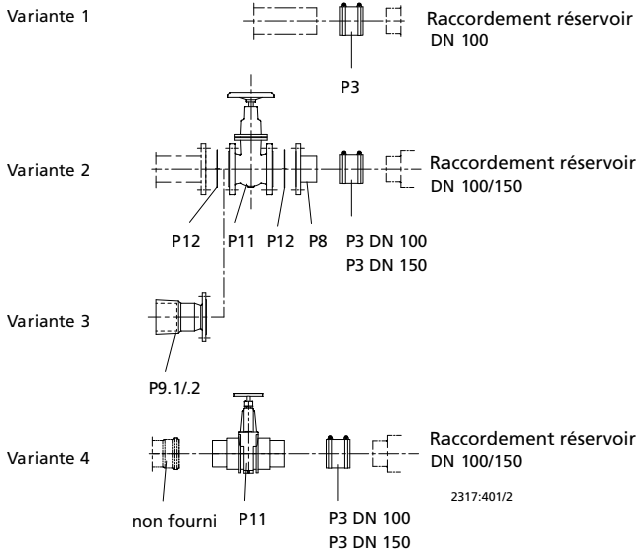 Variante 1
Raccordement réservoir
DN 100
P3
Variante 2
Raccordement réservoir
DN 100/150
P12 P11 P12 P8 P3 DN 100
P3 DN 150
Variante 3
P9.1/.2
Variante 4
Raccordement réservoir
DN 100/150
2317:401/2
non fourni P11 P3 DN 100
P3 DN 150